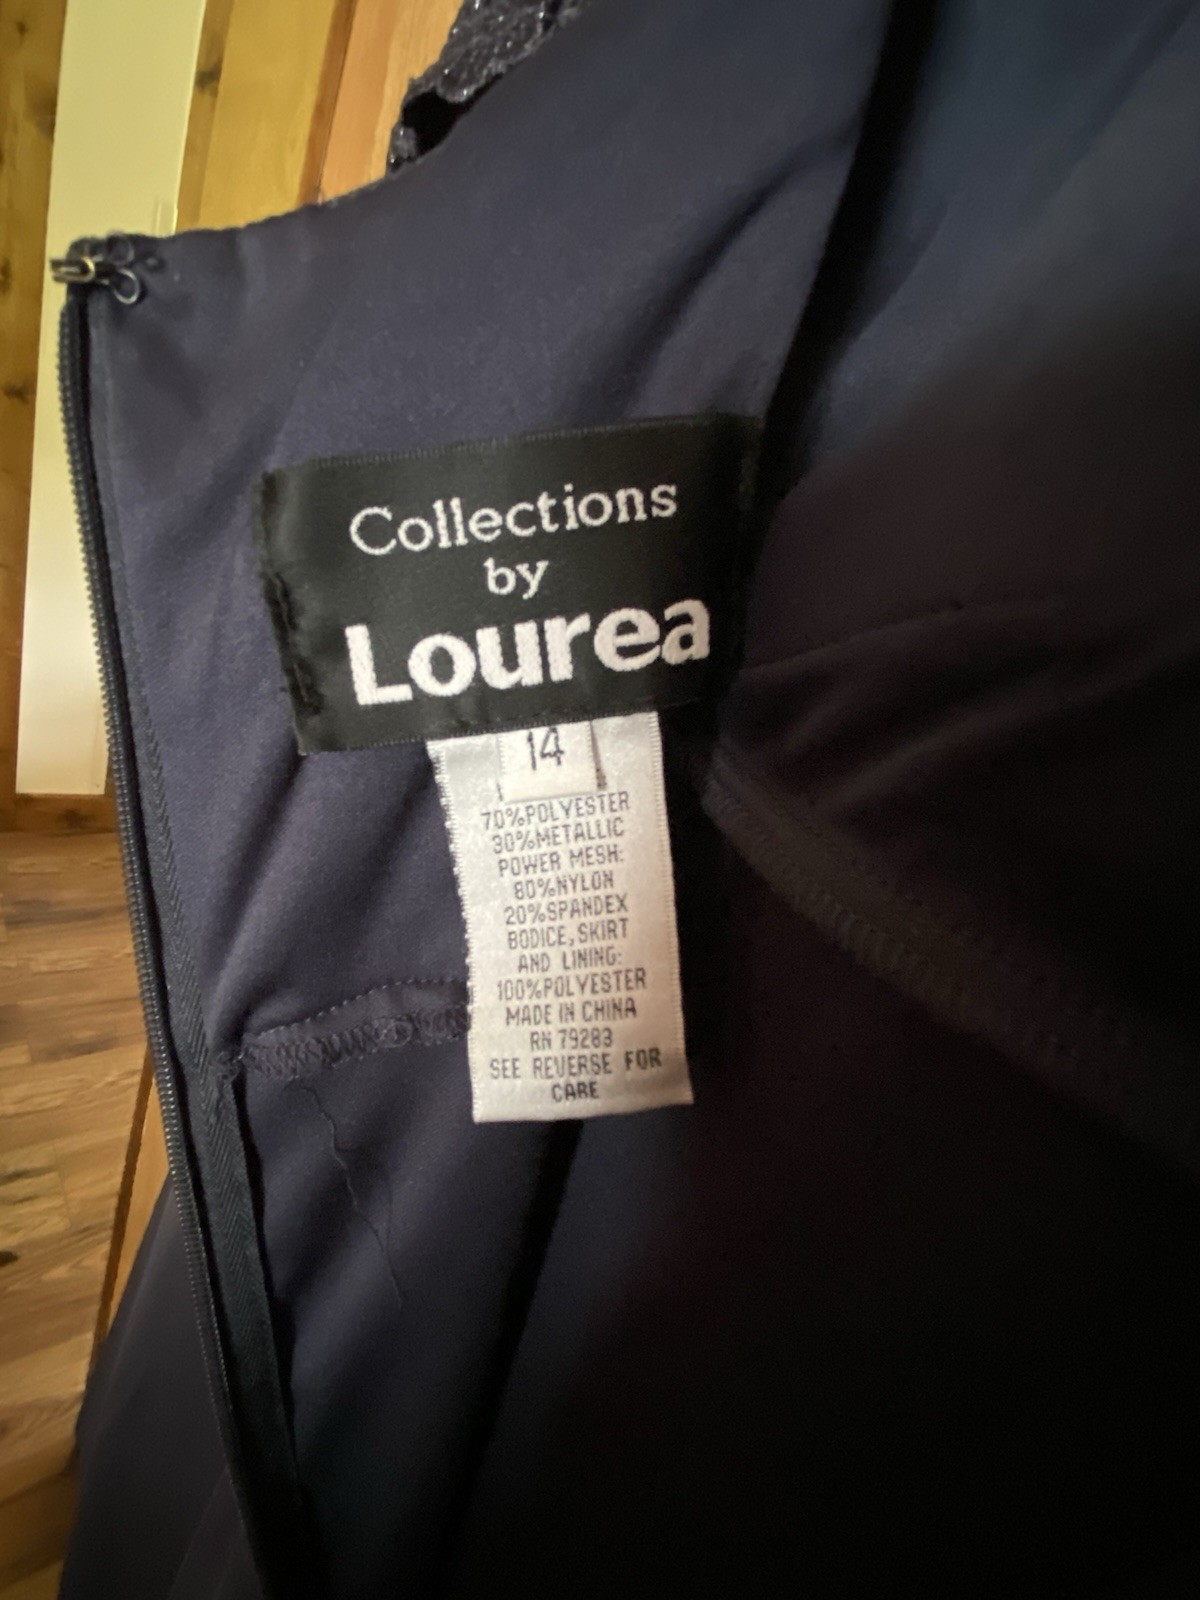 Collections
by
Lourea
14
70%POLYESTER
30%METALLIC
POWER MESH:
80%NYLON
20%SPANDEX
BODICE,SKIRT
AND LINING:
100%POLYESTER
MADE IN CHINA
RN 79283
SEE REVERSE FOR
CARE